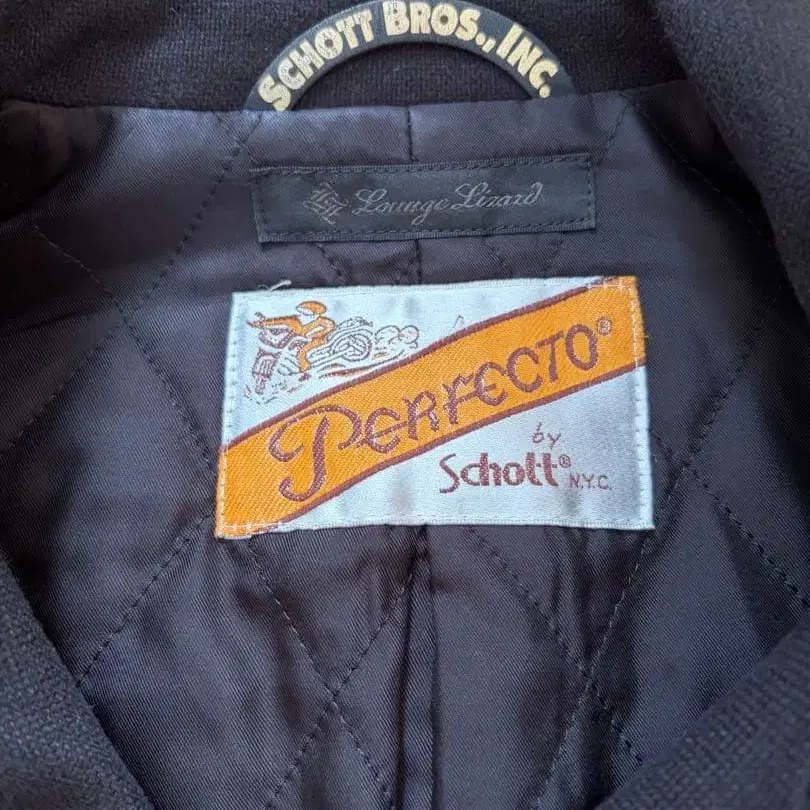 SCHOTT BROS., INC.
Lounge Lizard
PERFECTO®
by
Schott®
N.Y.C.